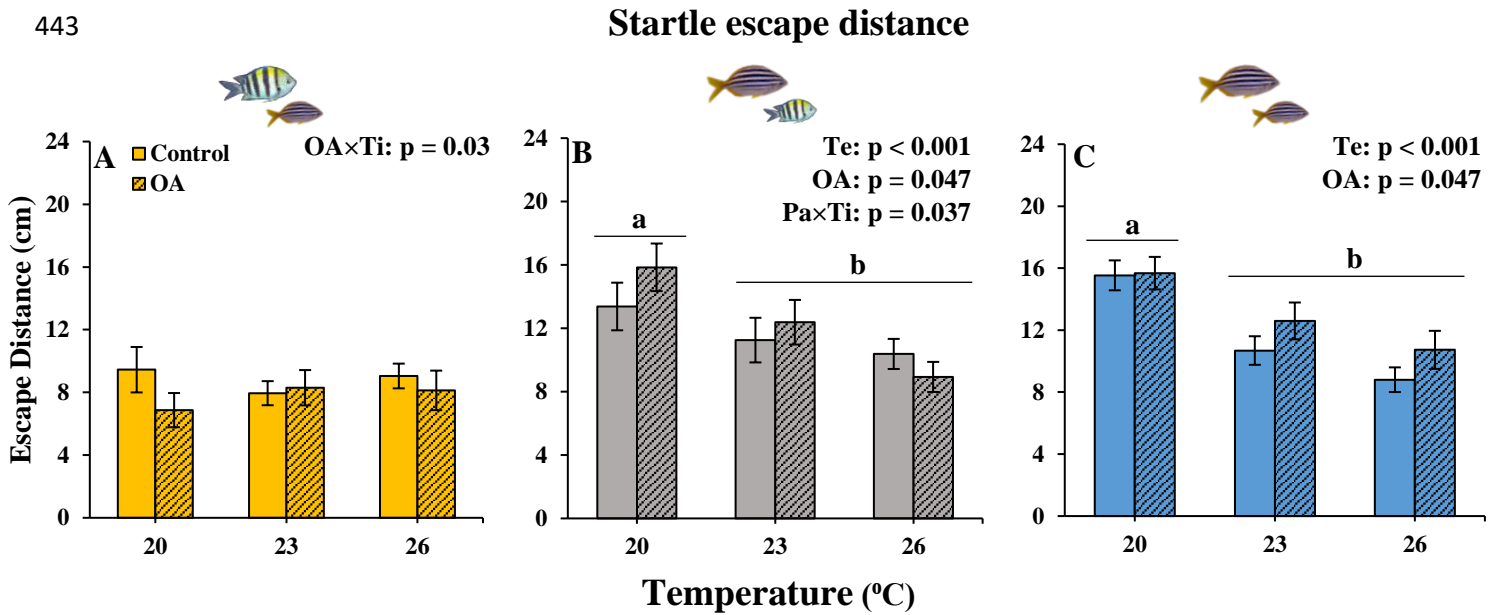 443
Startle escape distance
A
Control
OA
OA×Ti: p = 0.03
24
20
16
12
8
4
0
20
23
26
Escape Distance (cm)
B
Te: p < 0.001
OA: p = 0.047
Pa×Ti: p = 0.037
24
20
16
12
8
4
0
a
b
20
23
26
C
Te: p < 0.001
OA: p = 0.047
24
20
16
12
8
4
0
a
b
20
23
26
Temperature (⁰C)